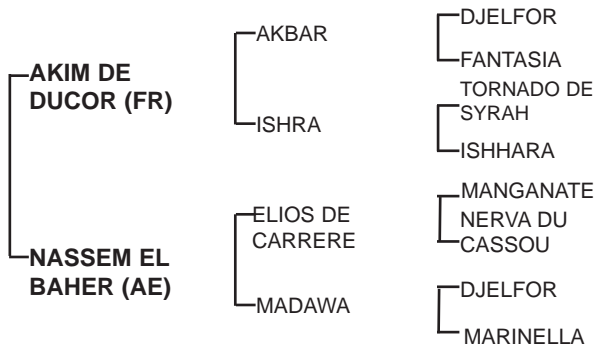 AKIM DE
DUCOR (FR)
NASSEM EL
BAHER (AE)
AKBAR
ISHRA
ELIOS DE
CARRERE
MADAWA
DJELFOR
FANTASIA
TORNADO DE
SYRAH
ISHHARA
MANGANATE
NERVA DU
CASSOU
DJELFOR
MARINELLA